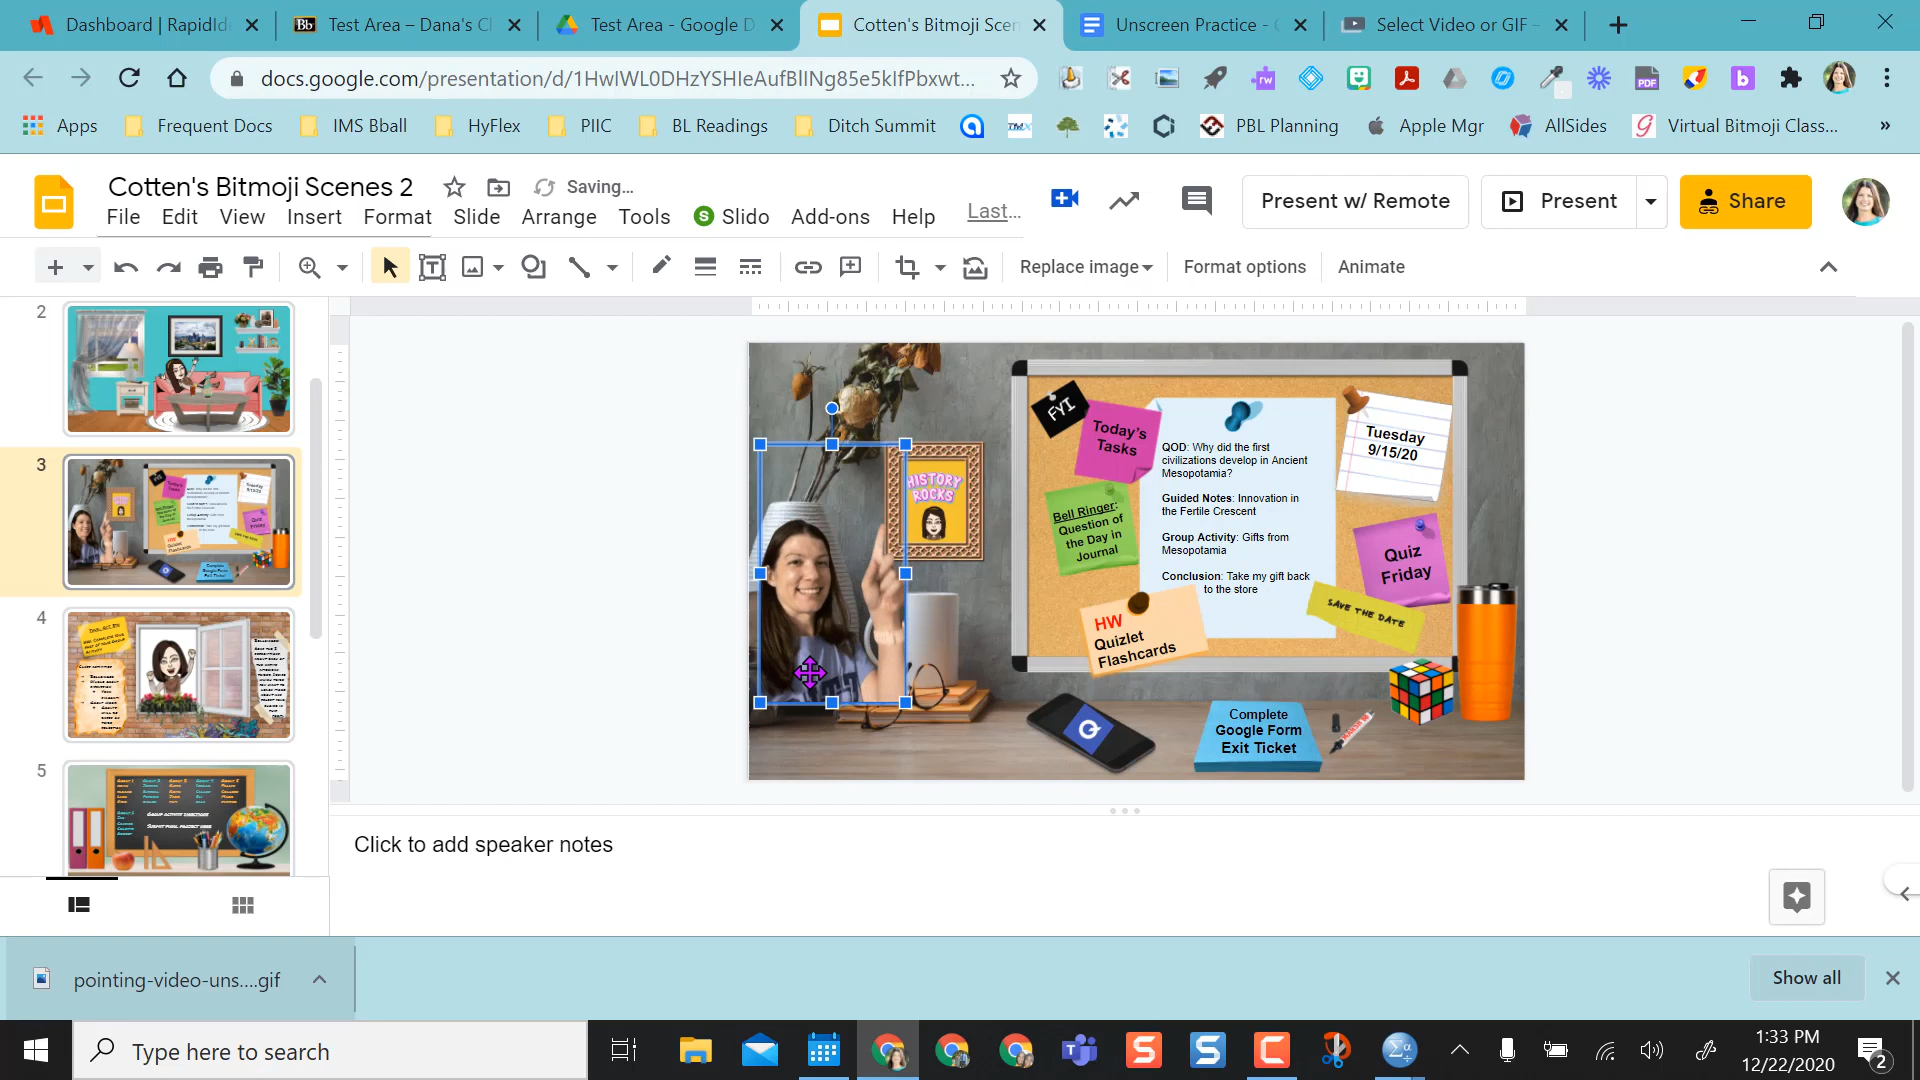 Dashboard | RapidIde
Bb Test Area – Dana's Cl
Test Area - Google D
Cotten's Bitmoji Scen
Unscreen Practice - G
Select Video or GIF –
docs.google.com/presentation/d/1HwIWL0DHzYSHIeAufBlINg85e5kIfPbxwt...
Apps
Frequent Docs
IMS Bball
HyFlex
PIIC
BL Readings
Ditch Summit
PBL Planning
Apple Mgr
AllSides
Virtual Bitmoji Class...
»
Cotten's Bitmoji Scenes 2
Saving...
File Edit View Insert Format Slide Arrange Tools Slido Add-ons Help Last...
Present w/ Remote
Present
Share
Replace image
Format options
Animate
2
3
4
5
HISTORY
ROCKS
FYI
Today's
Tasks
Bell Ringer:
Question of
the Day in
Journal
QOD: Why did the first
civilizations develop in Ancient
Mesopotamia?
Guided Notes: Innovation in
the Fertile Crescent
Group Activity: Gifts from
Mesopotamia
Conclusion: Take my gift back
to the store
Tuesday
9/15/20
Quiz
Friday
SAVE THE DATE
HW
Quizlet
Flashcards
Q
Complete
Google Form
Exit Ticket
Click to add speaker notes
pointing-video-uns....gif
Show all
Type here to search
1:33 PM
12/22/2020
2